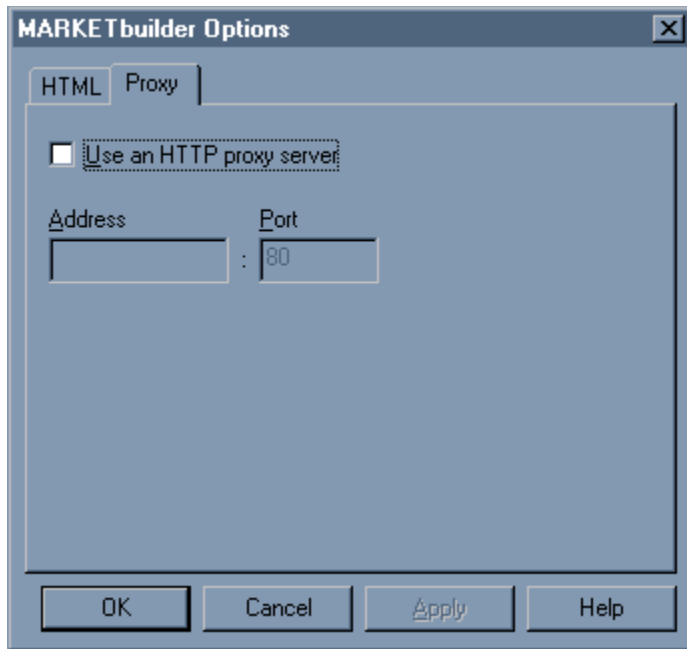 MARKETbuilder Options
HTML Proxy
Use an HTTP proxy server
Address Port
: 80
OK Cancel Apply Help